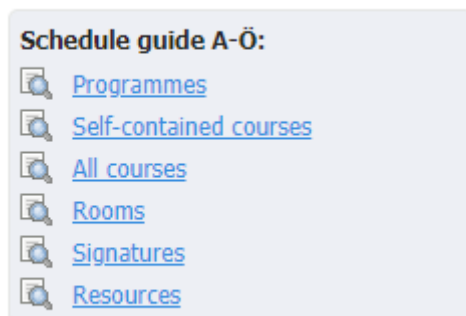 Schedule guide A-Ö:
Programmes
Self-contained courses
All courses
Rooms
Signatures
Resources